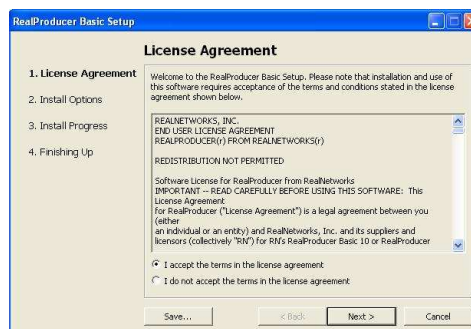 RealProducer Basic Setup
License Agreement
1. License Agreement
2. Install Options
3. Install Progress
4. Finishing Up
Welcome to the RealProducer Basic Setup. Please note that installation and use of
this software requires acceptance of the terms and conditions stated in the license
agreement shown below.
REALNETWORKS, INC.
END USER LICENSE AGREEMENT
REALPRODUCER(r) FROM REALNETWORKS(r)
REDISTRIBUTION NOT PERMITTED
Software License for RealProducer from RealNetworks
IMPORTANT -- READ CAREFULLY BEFORE USING THIS SOFTWARE: This
License Agreement
for RealProducer ("License Agreement") is a legal agreement between you
(either
an individual or an entity) and RealNetworks, Inc. and its suppliers and
licensors (collectively "RN") for RN's RealProducer Basic 10 or RealProducer
I accept the terms in the license agreement
I do not accept the terms in the license agreement
Save...
< Back
Next >
Cancel